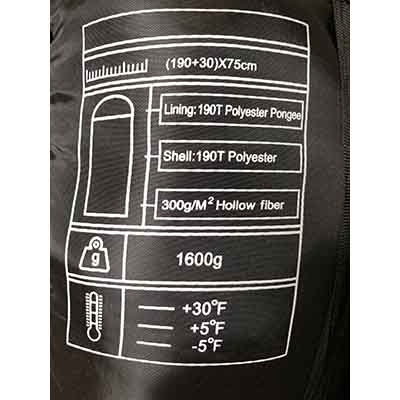 (190+30)X75cm
Lining:190T Polyester Pongee
Shell:190T Polyester
300g/M² Hollow fiber
g
1600g
+30°F
+5°F
-5°F